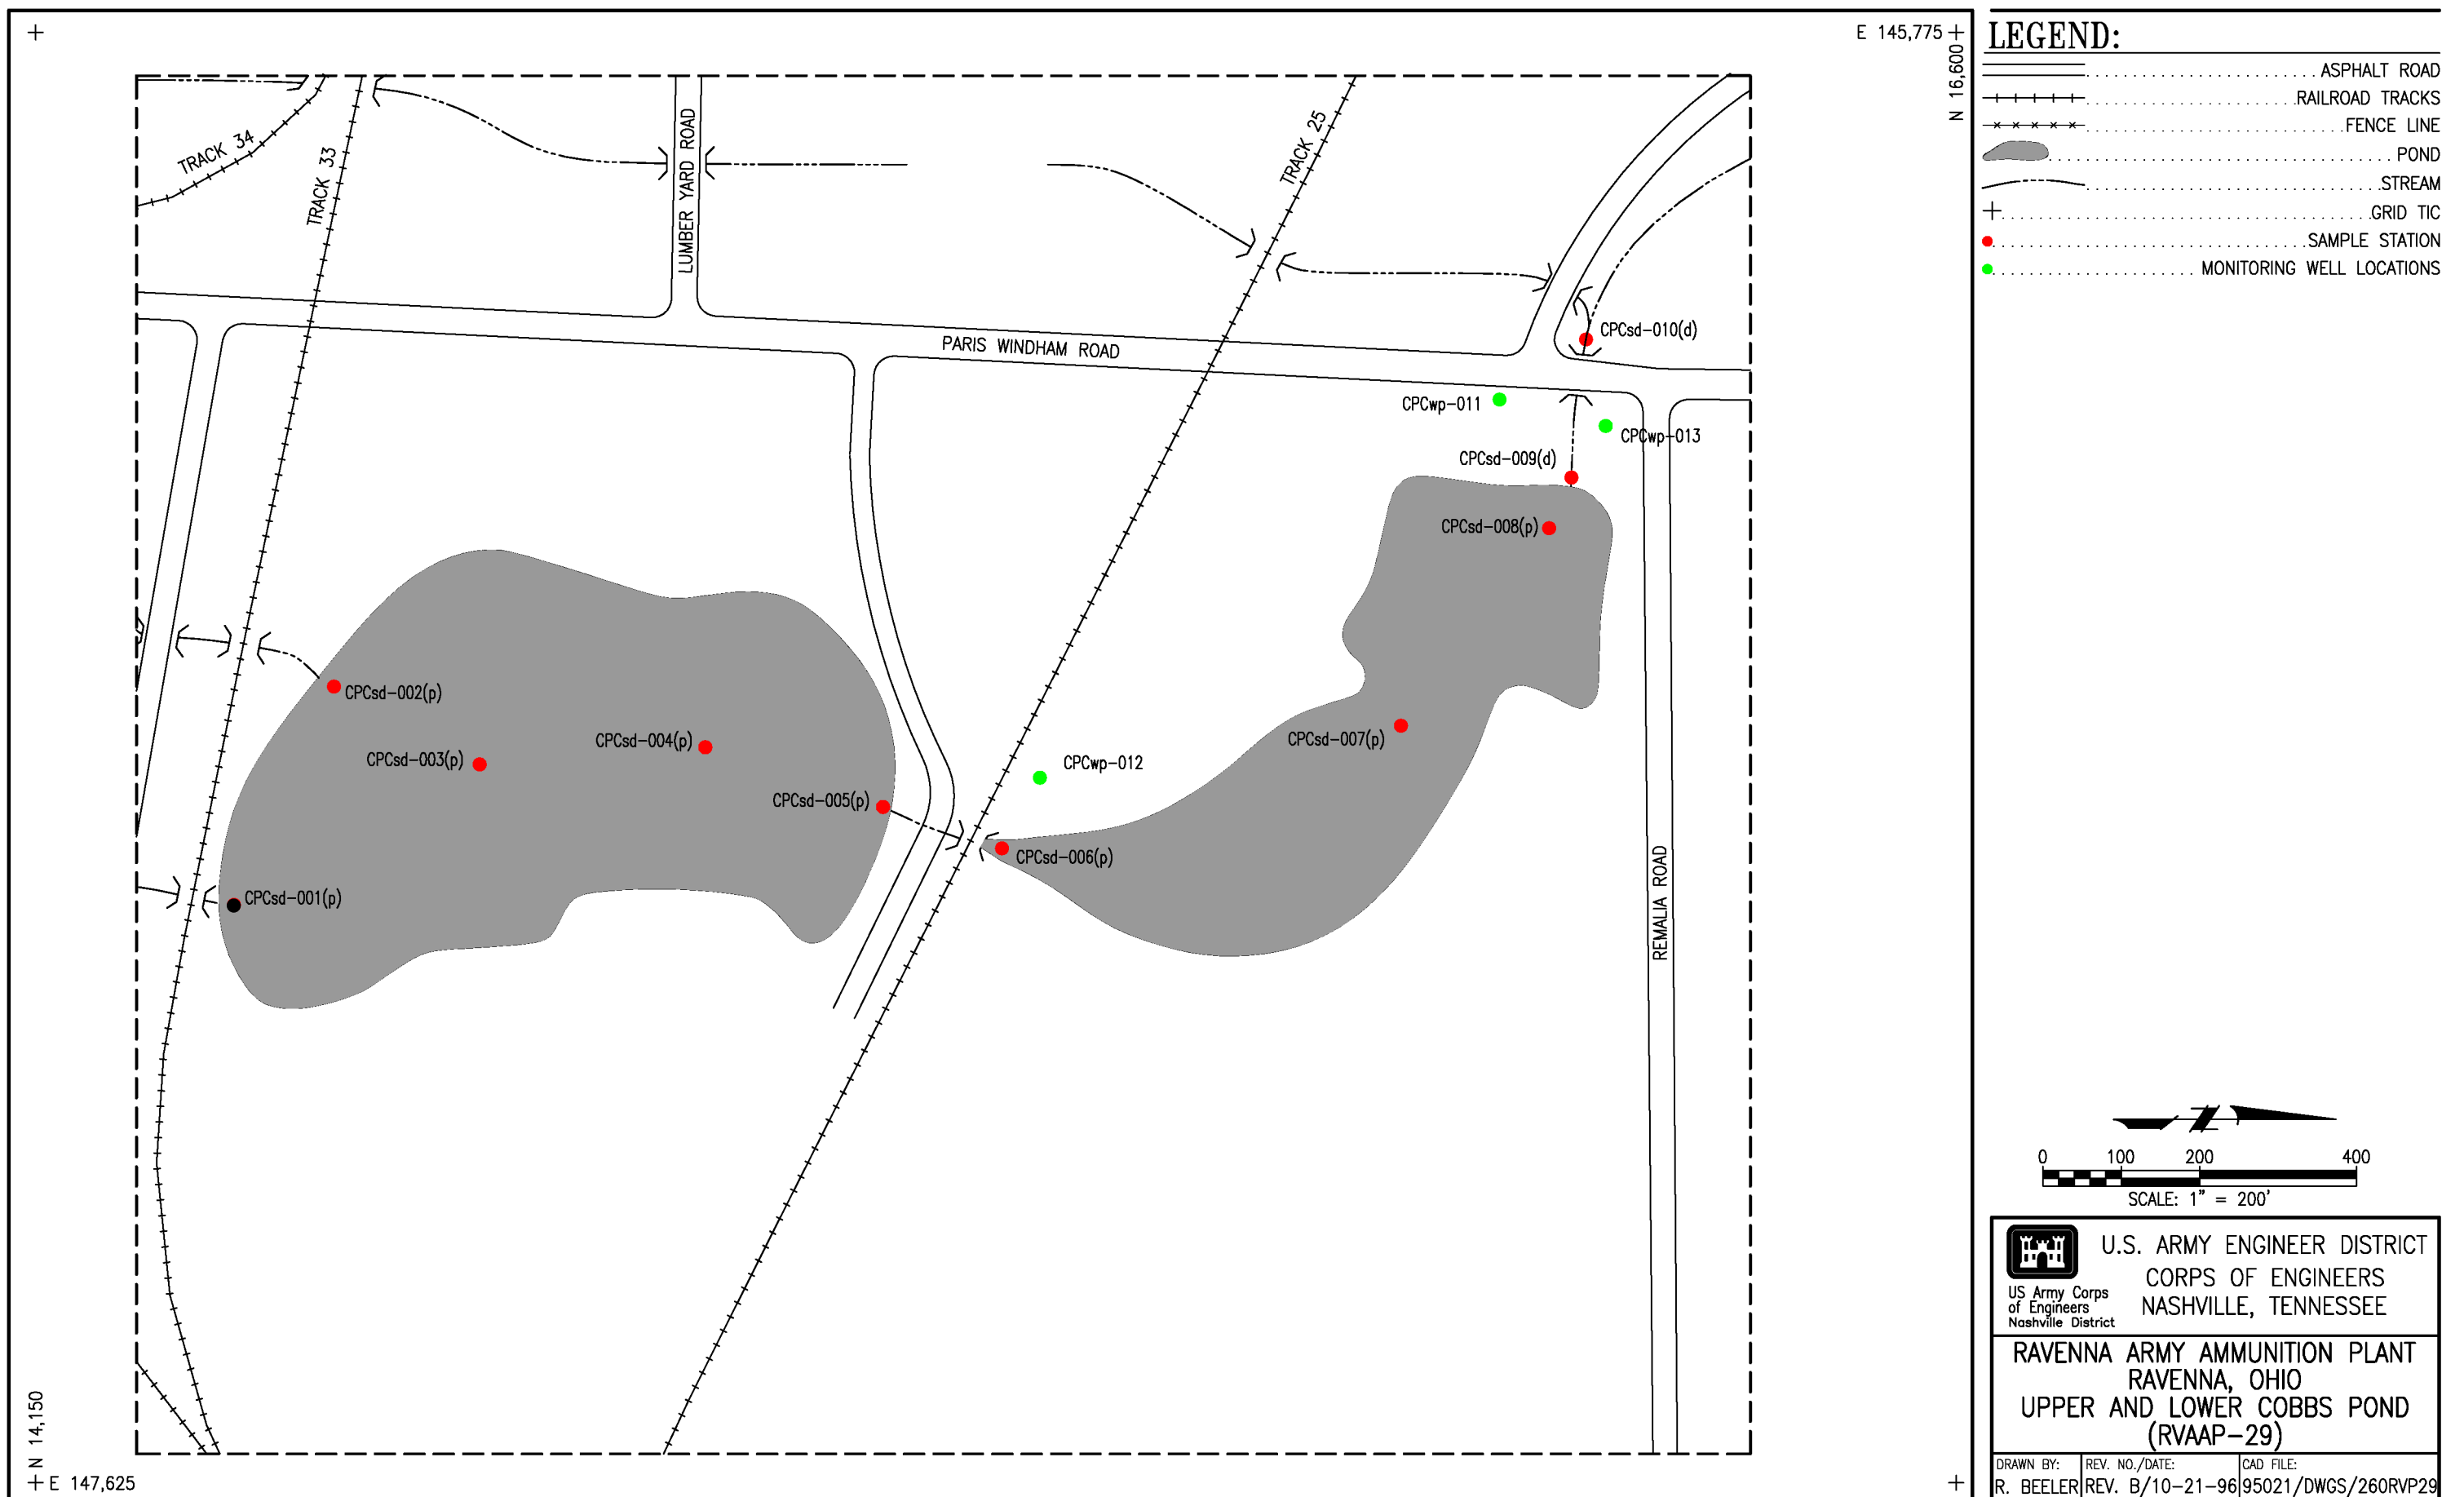 E 145,775
N 16,600
LEGEND:
ASPHALT ROAD
RAILROAD TRACKS
FENCE LINE
POND
STREAM
GRID TIC
SAMPLE STATION
MONITORING WELL LOCATIONS
TRACK 34
TRACK 33
LUMBER YARD ROAD
TRACK 25
PARIS WINDHAM ROAD
CPCsd-010(d)
CPCwp-011
CPCwp-013
CPCsd-009(d)
CPCsd-008(p)
CPCsd-002(p)
CPCsd-003(p)
CPCsd-004(p)
CPCsd-007(p)
CPCwp-012
CPCsd-005(p)
CPCsd-006(p)
CPCsd-001(p)
REMALIA ROAD
N 14,150
E 147,625
N
0 100 200 400
SCALE: 1" = 200'
U.S. ARMY ENGINEER DISTRICT
CORPS OF ENGINEERS
NASHVILLE, TENNESSEE
US Army Corps
of Engineers
Nashville District
RAVENNA ARMY AMMUNITION PLANT
RAVENNA, OHIO
UPPER AND LOWER COBBS POND
(RVAAP-29)
DRAWN BY: REV. NO./DATE: CAD FILE:
R. BEELER REV. B/10-21-96 95021/DWGS/260RVP29